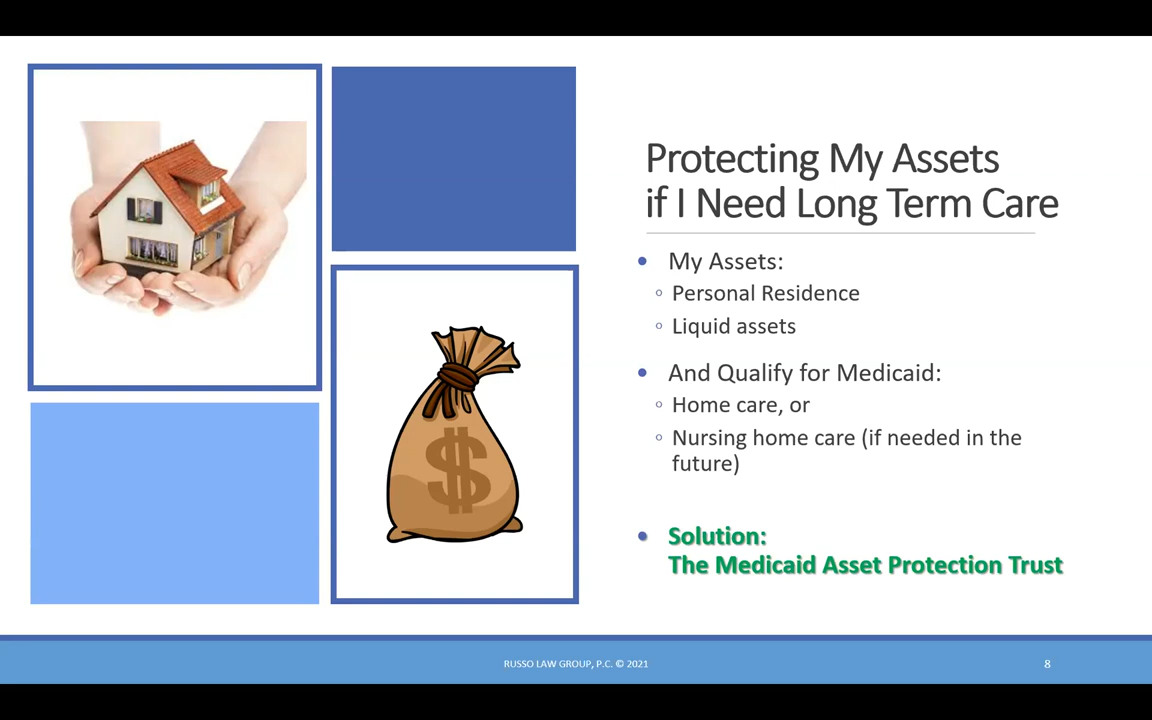 Protecting My Assets
if I Need Long Term Care
• My Assets:
◦ Personal Residence
◦ Liquid assets
• And Qualify for Medicaid:
◦ Home care, or
◦ Nursing home care (if needed in the
future)
• Solution:
The Medicaid Asset Protection Trust
$
RUSSO LAW GROUP, P.C. © 2021
8